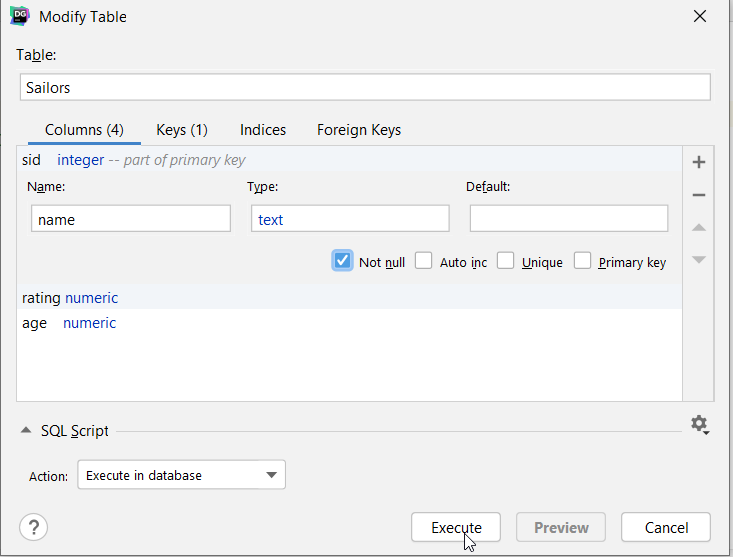 DG Modify Table
Table:
Sailors
Columns (4) Keys (1) Indices Foreign Keys
sid integer -- part of primary key
Name: Type: Default:
name text
Not null Auto inc Unique Primary key
rating numeric
age numeric
SQL Script
Action: Execute in database
? Execute Preview Cancel